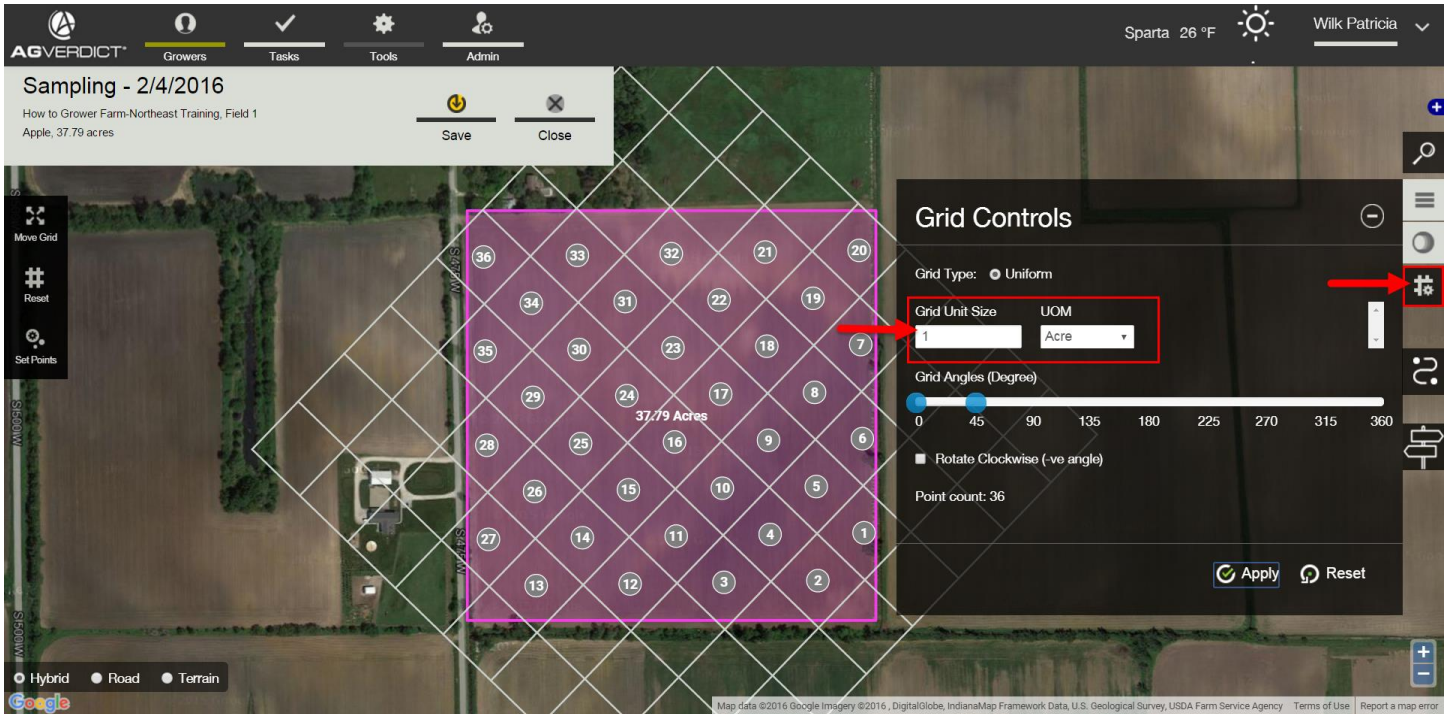 AGVERDICT
Growers
Tasks
Tools
Admin
Sparta 26 °F
Wilk Patricia
Sampling - 2/4/2016
How to Grower Farm-Northeast Training, Field 1
Apple, 37.79 acres
Save
Close
Move Grid
Reset
Set Points
36
33
32
21
20
34
31
22
19
35
30
23
18
7
29
24
17
8
37.79 Acres
28
25
16
9
6
26
15
10
5
27
14
11
4
1
13
12
3
2
Grid Controls
Grid Type: Uniform
Grid Unit Size UOM
1 Acre
Grid Angles (Degree)
0 45 90 135 180 225 270 315 360
Rotate Clockwise (-ve angle)
Point count: 36
Apply Reset
S1500W
S1475W
S1475W
S1500W
Hybrid Road Terrain
Google
Map data ©2016 Google Imagery ©2016 , DigitalGlobe, IndianaMap Framework Data, U.S. Geological Survey, USDA Farm Service Agency Terms of Use Report a map error